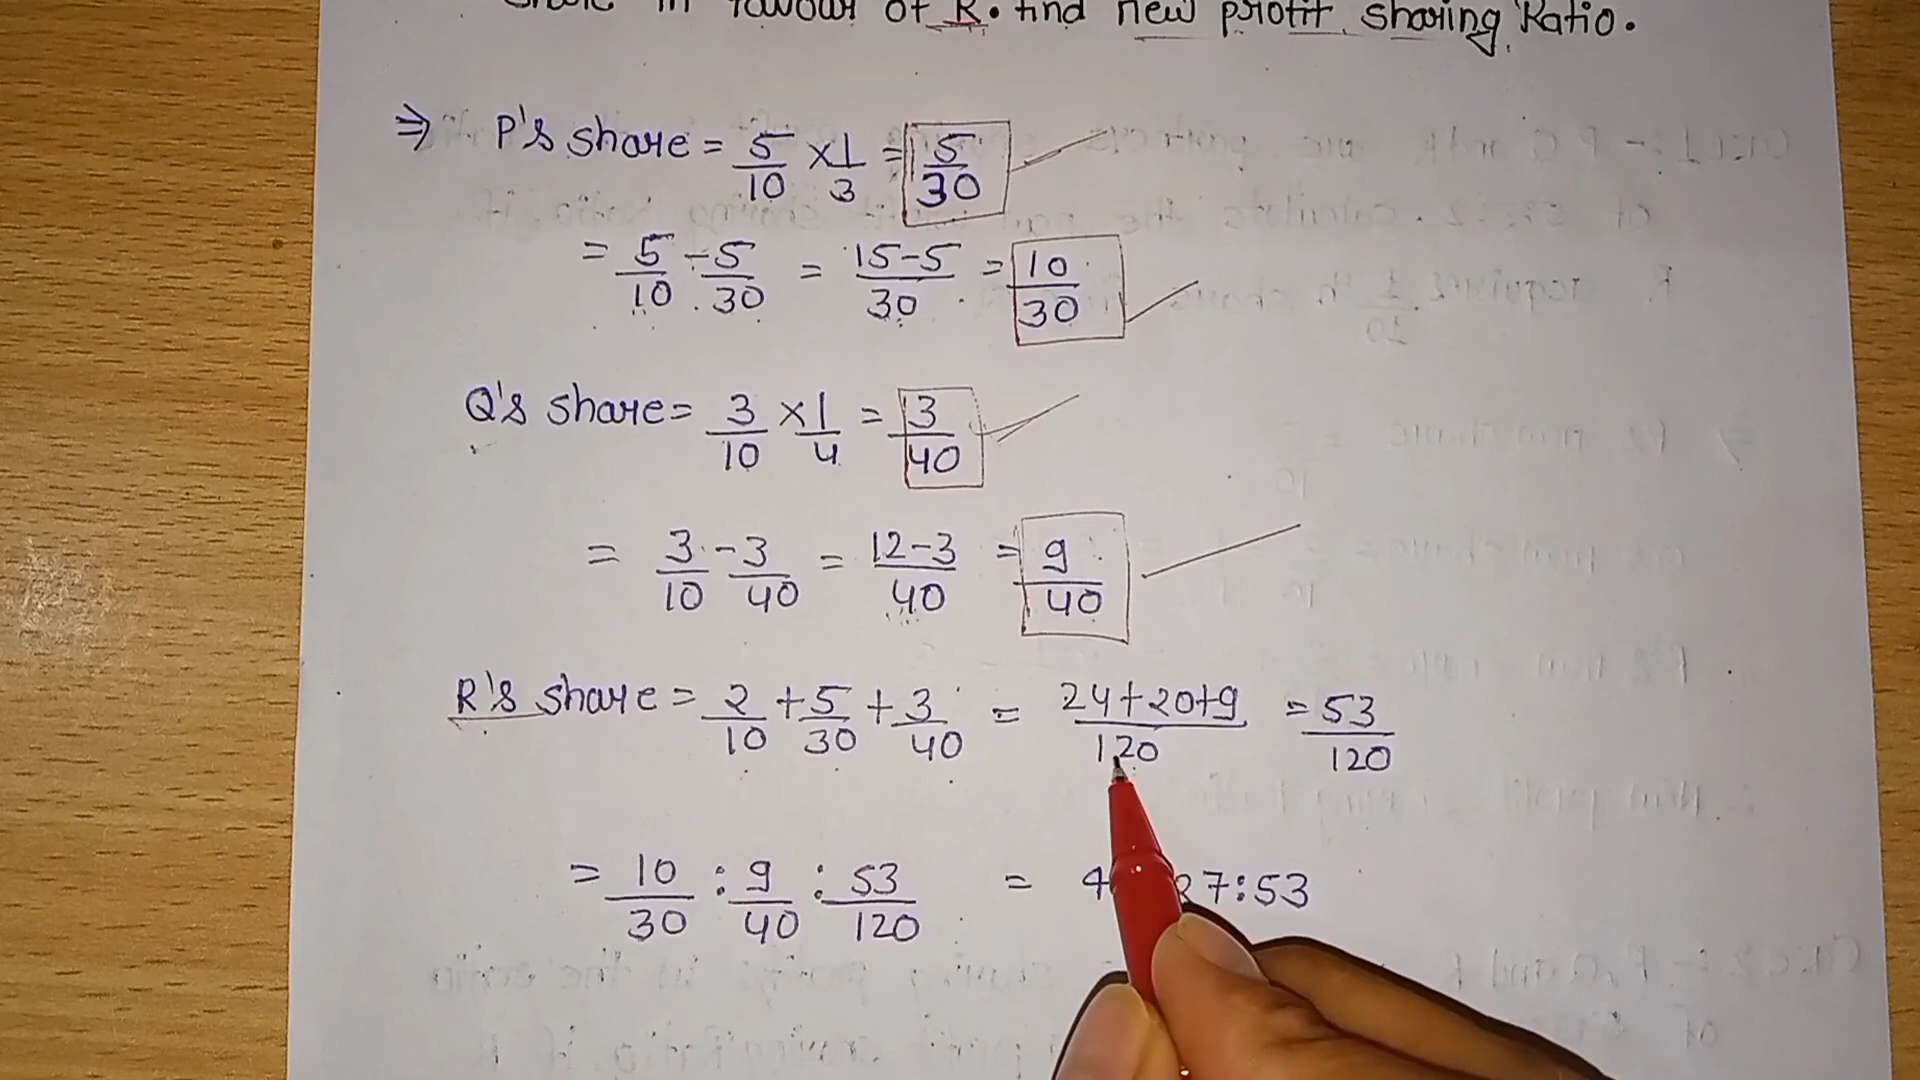 share in favour of R. find new profit sharing Ratio.
⇒ P's share = 5/10 × 1/3 = 5/30
= 5/10 - 5/30 = 15-5/30 = 10/30
Q's share = 3/10 × 1/4 = 3/40
= 3/10 - 3/40 = 12-3/40 = 9/40
R's share = 2/10 + 5/30 + 3/40 = 24+20+9/120 = 53/120
= 10/30 : 9/40 : 53/120 = 4 27:53